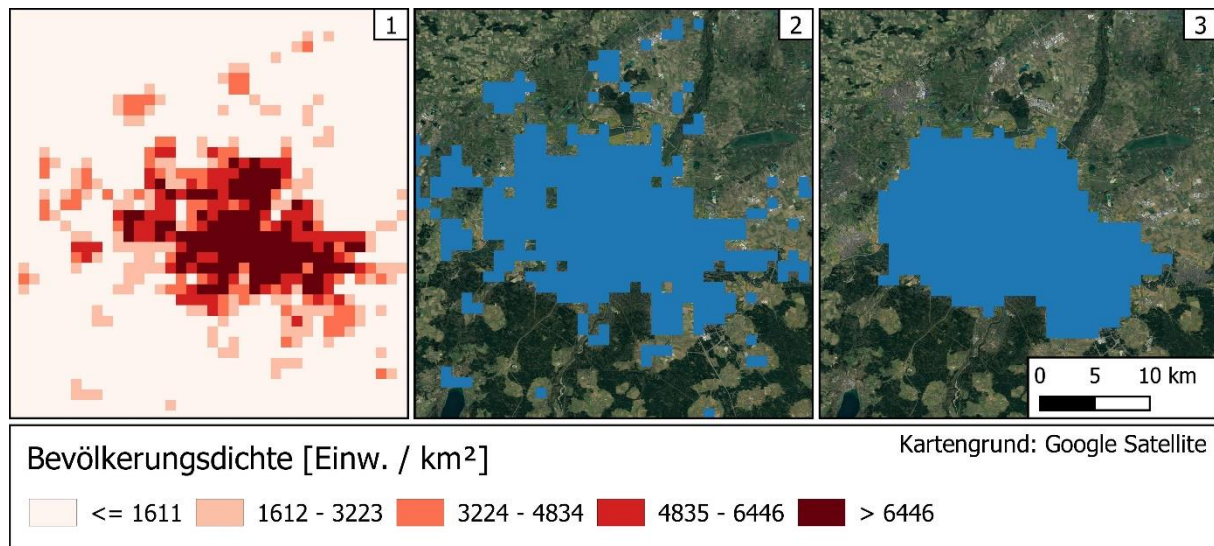 1
2
3
0 5 10 km
Bevölkerungsdichte [Einw. / km²]
Kartengrund: Google Satellite
<= 1611 1612 - 3223 3224 - 4834 4835 - 6446 > 6446